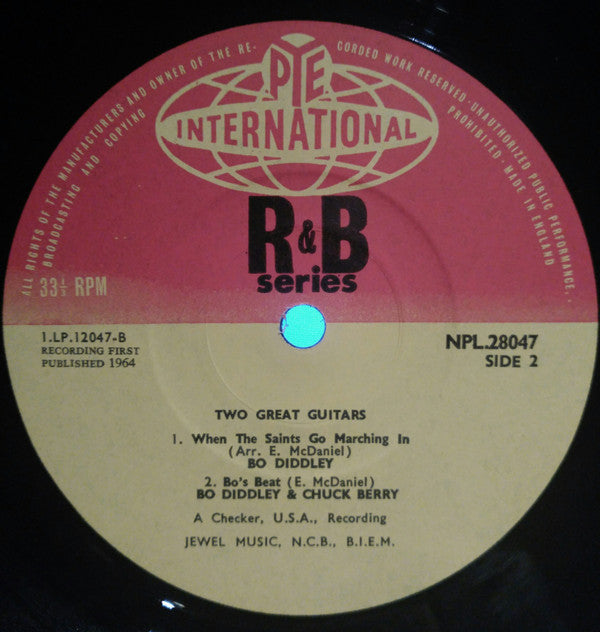 ALL RIGHTS OF THE MANUFACTURERS AND OWNER OF THE RE-
CORDED WORK RESERVED·UNAUTHORIZED PUBLIC PERFORMANCE,
BROADCASTING AND COPYING
PROHIBITED·MADE IN ENGLAND
PYE
INTERNATIONAL
R&B
series
33⅓ RPM
1.LP.12047-B
RECORDING FIRST
PUBLISHED 1964
NPL.28047
SIDE 2
TWO GREAT GUITARS
1. When The Saints Go Marching In
(Arr. E. McDaniel)
BO DIDDLEY
2. Bo's Beat (E. McDaniel)
BO DIDDLEY & CHUCK BERRY
A Checker, U.S.A., Recording
JEWEL MUSIC, N.C.B., B.I.E.M.